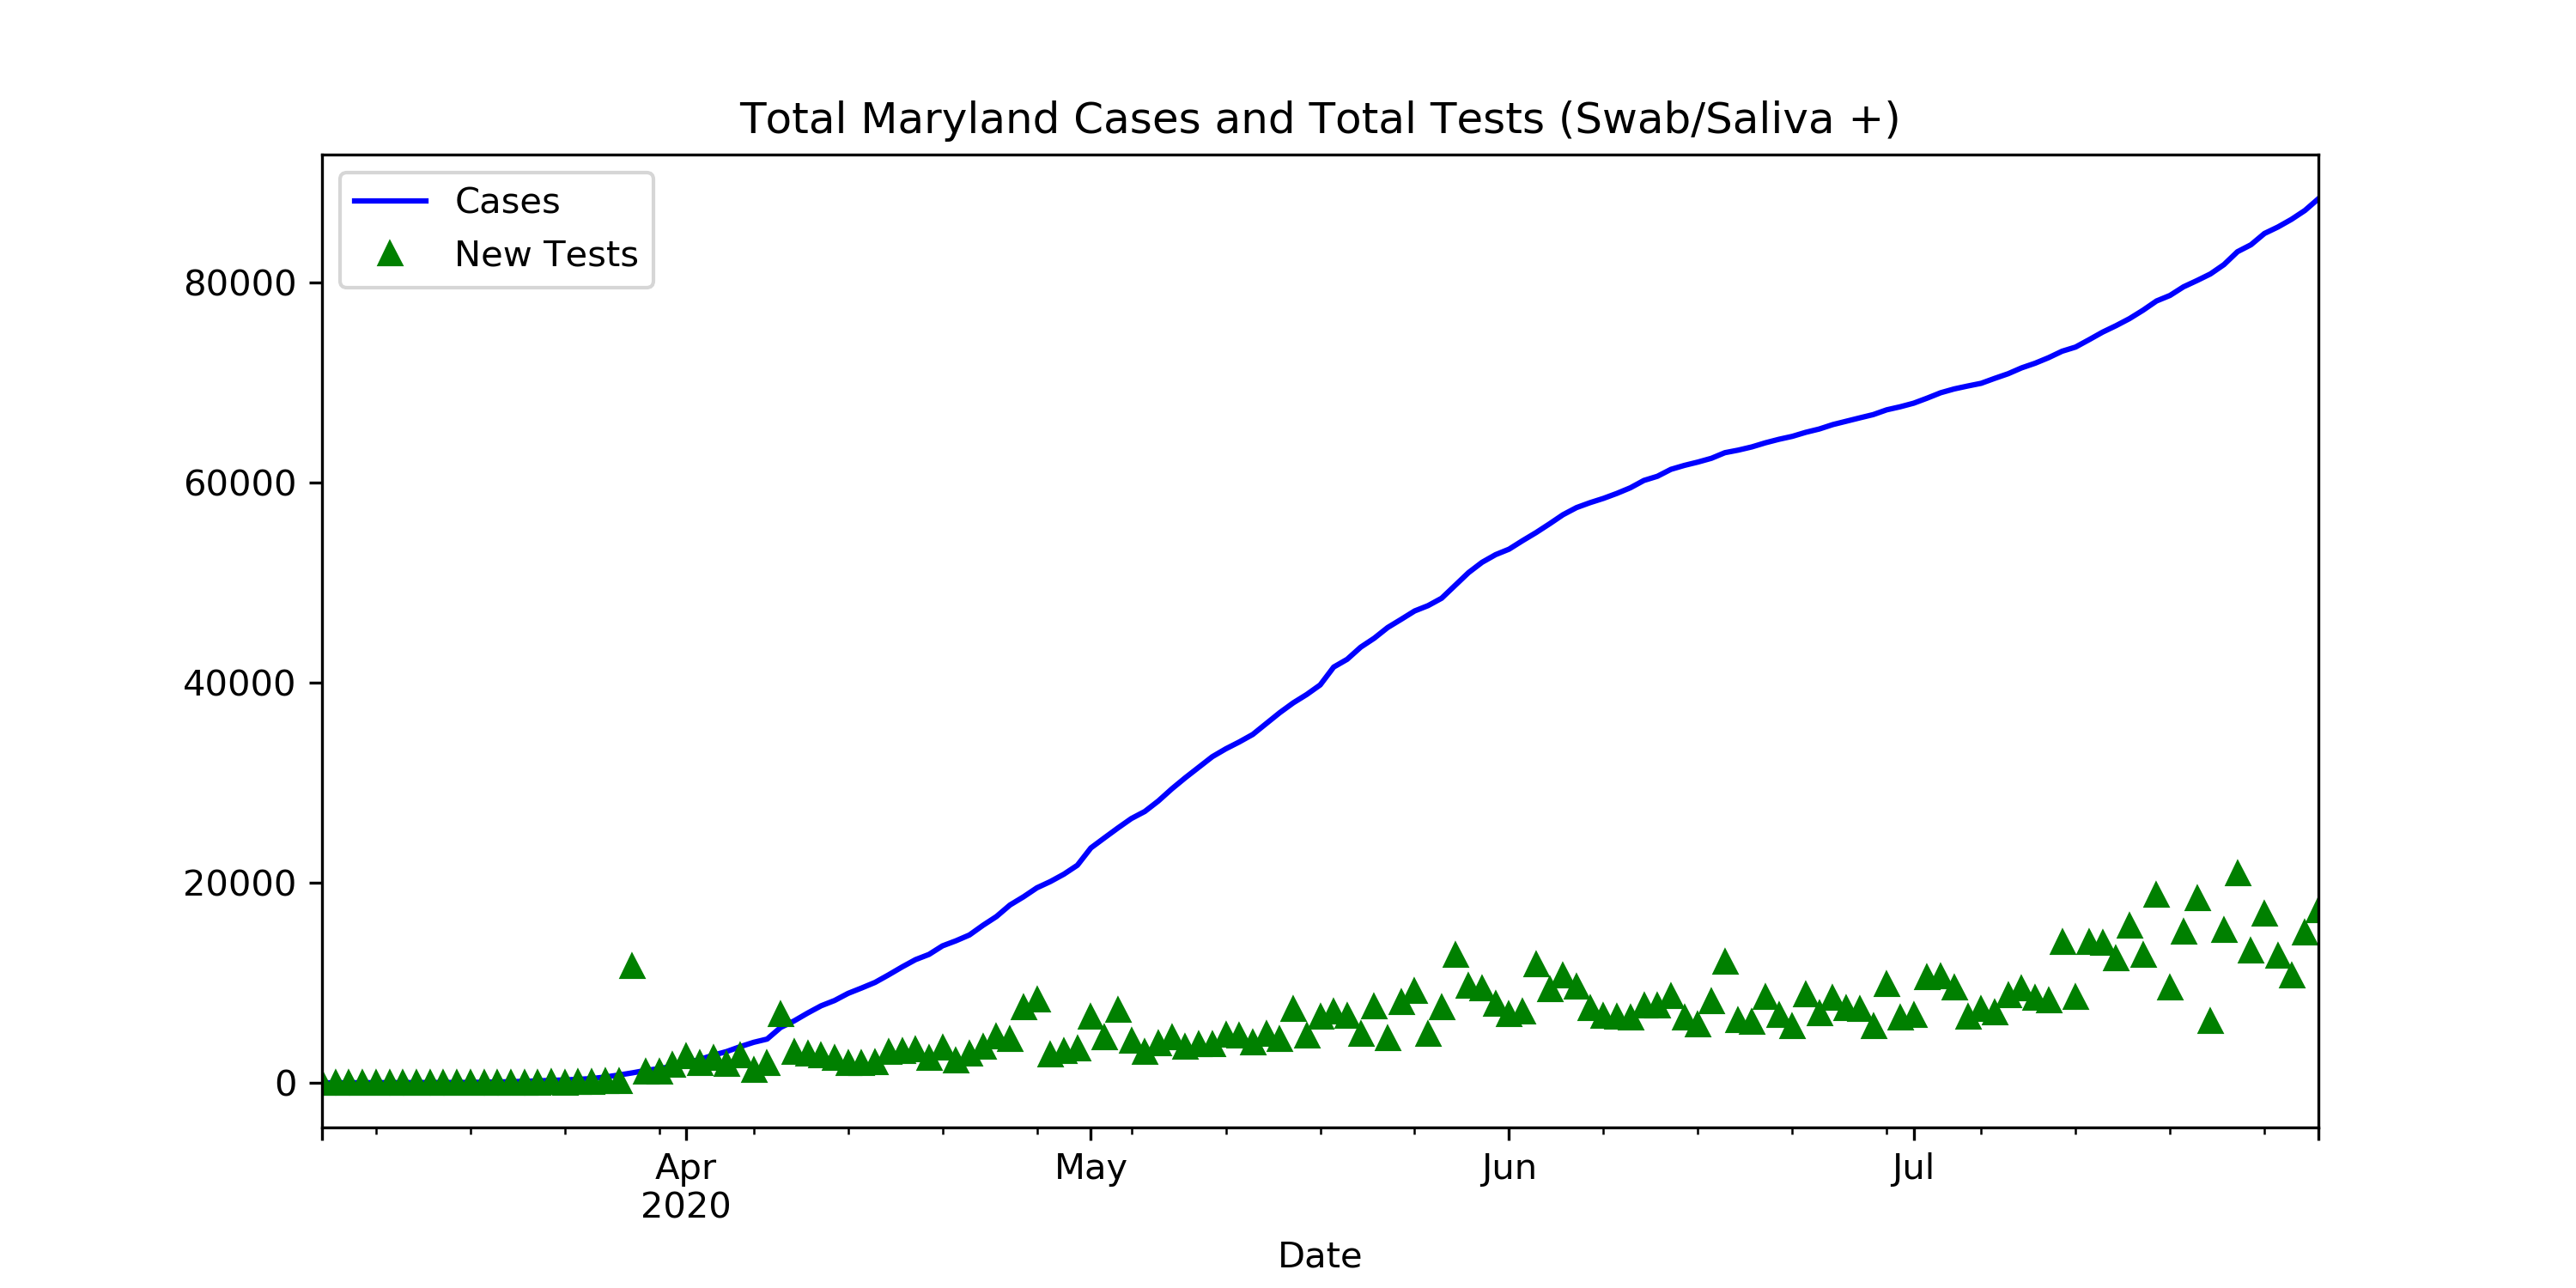 Total Maryland Cases and Total Tests (Swab/Saliva +)
Cases
New Tests
80000
60000
40000
20000
0
Apr
2020
May
Jun
Jul
Date